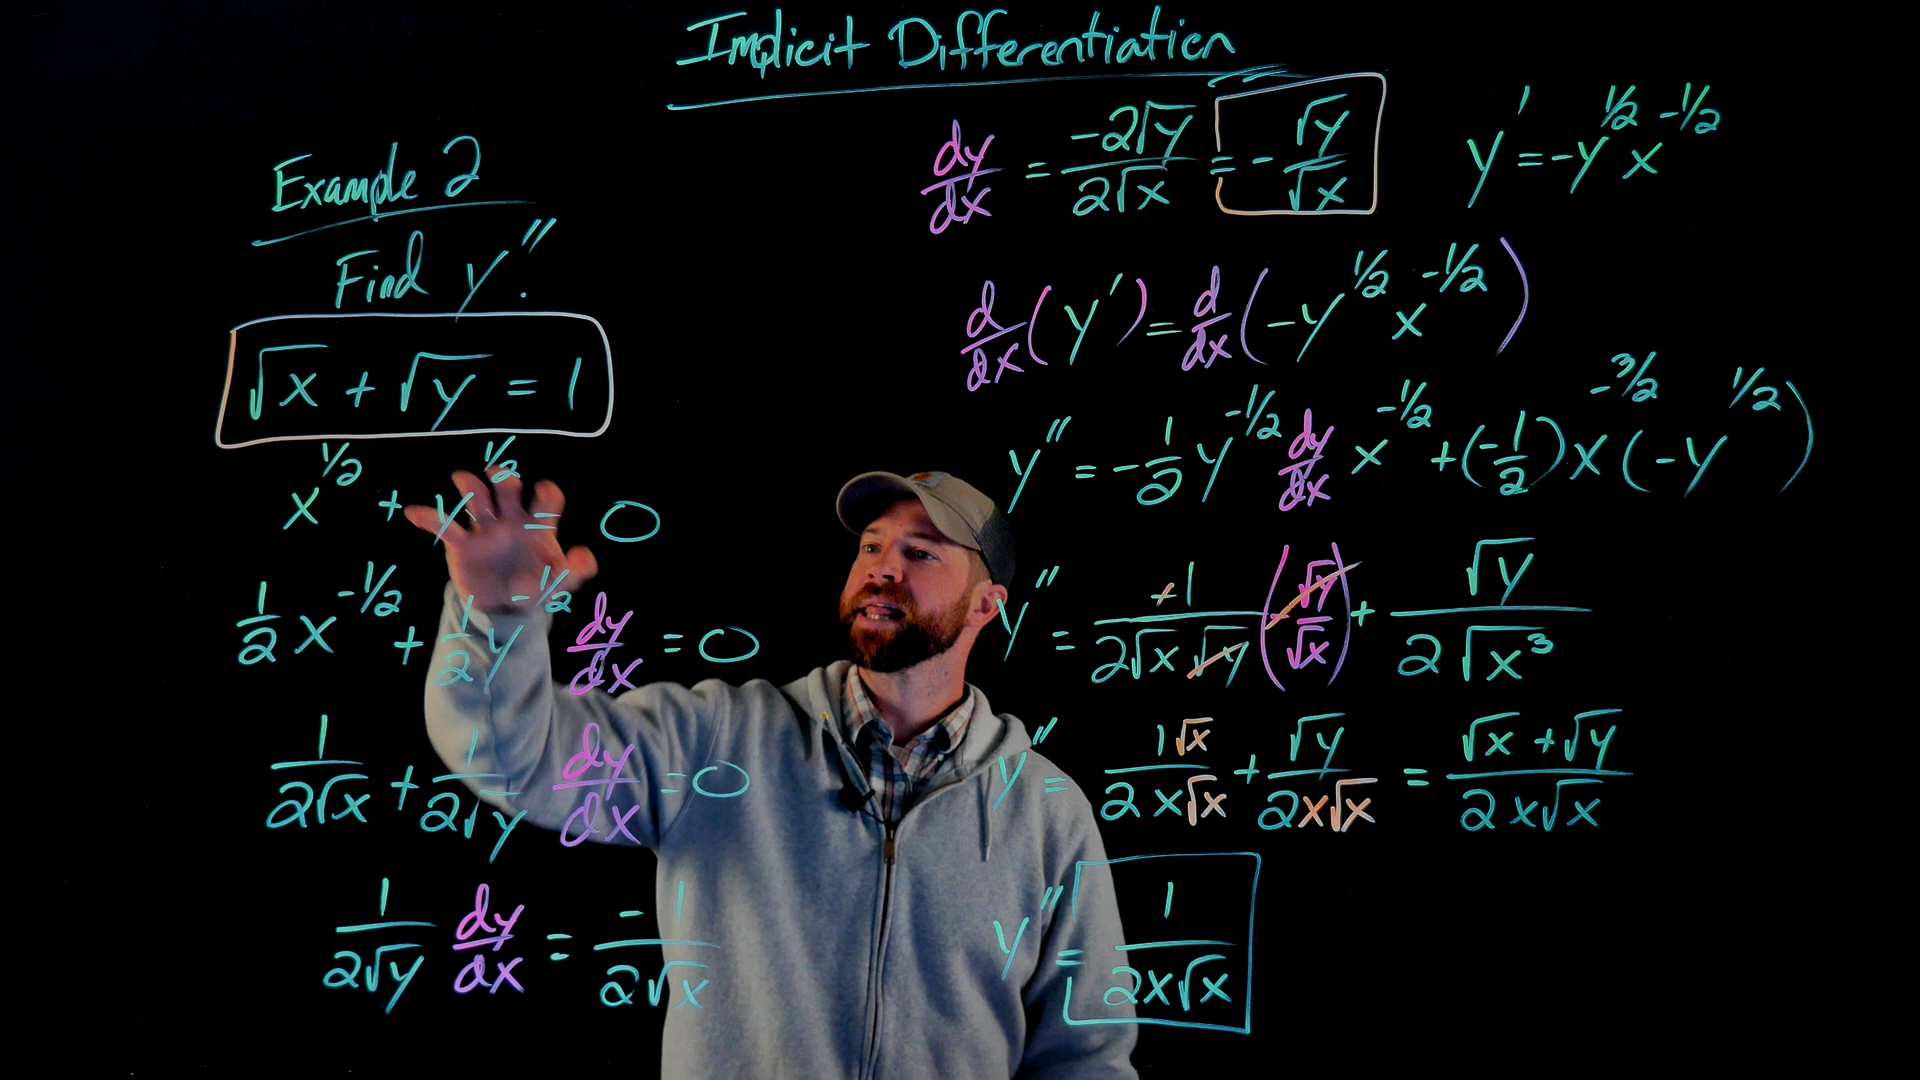 Implicit Differentiation
Example 2
Find y''.
√x + √y = 1
x^1/2 + y^1/2 = 0
1/2 x^-1/2 + 1/2 y^-1/2 dy/dx = 0
1/(2√x) + 1/(2√y) dy/dx = 0
1/(2√y) dy/dx = -1/(2√x)
dy/dx = -2√y/(2√x) = - √y/√x
y' = -y^1/2 x^-1/2
d/dx (y') = d/dx (-y^1/2 x^-1/2)
y'' = -1/2 y^-1/2 dy/dx x^-1/2 + (-1/2) x^-3/2 (-y^1/2)
y'' = +1/(2√x √y) (-√y/√x) + √y/(2√x³)
y'' = 1√x/(2x√x) + √y/(2x√x) = (√x + √y)/(2x√x)
y'' = 1/(2x√x)